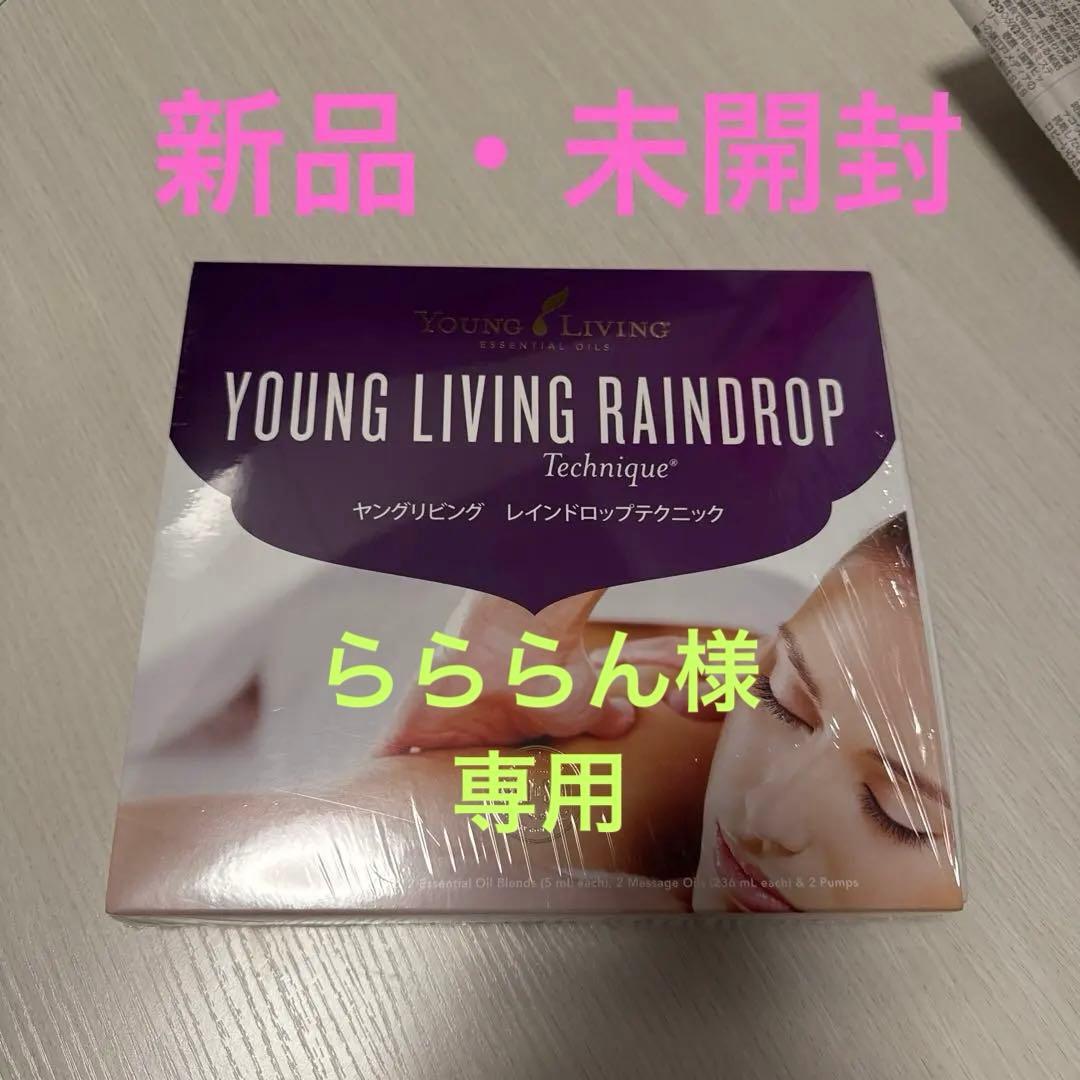 新品・未開封
YOUNG LIVING
ESSENTIAL OILS
YOUNG LIVING RAINDROP
Technique®
ヤングリビング レインドロップテクニック
らららん様
専用
Essential Oil Blends (5 mL each), 2 Massage Oils (236 mL each) & 2 Pumps